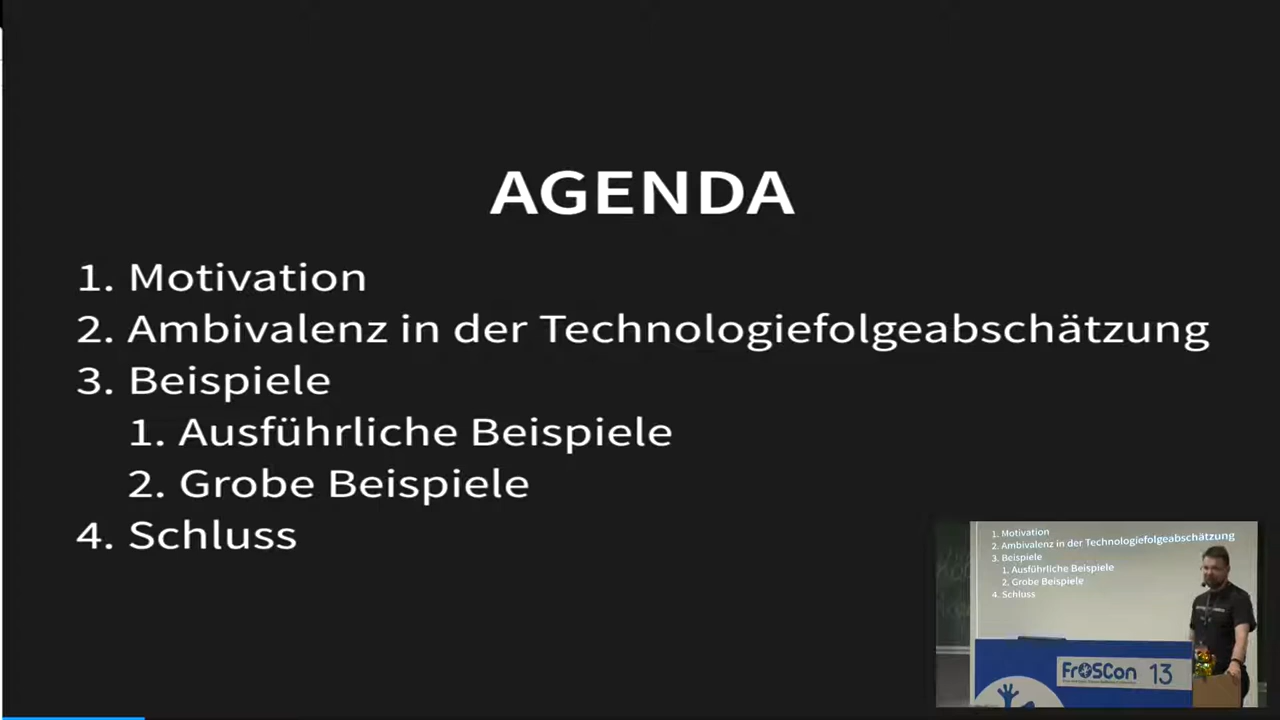 AGENDA
1. Motivation
2. Ambivalenz in der Technologiefolgeabschätzung
3. Beispiele
1. Ausführliche Beispiele
2. Grobe Beispiele
4. Schluss
1. Motivation
2. Ambivalenz in der Technologiefolgeabschätzung
3. Beispiele
1. Ausführliche Beispiele
2. Grobe Beispiele
4. Schluss
FrOSCon 13